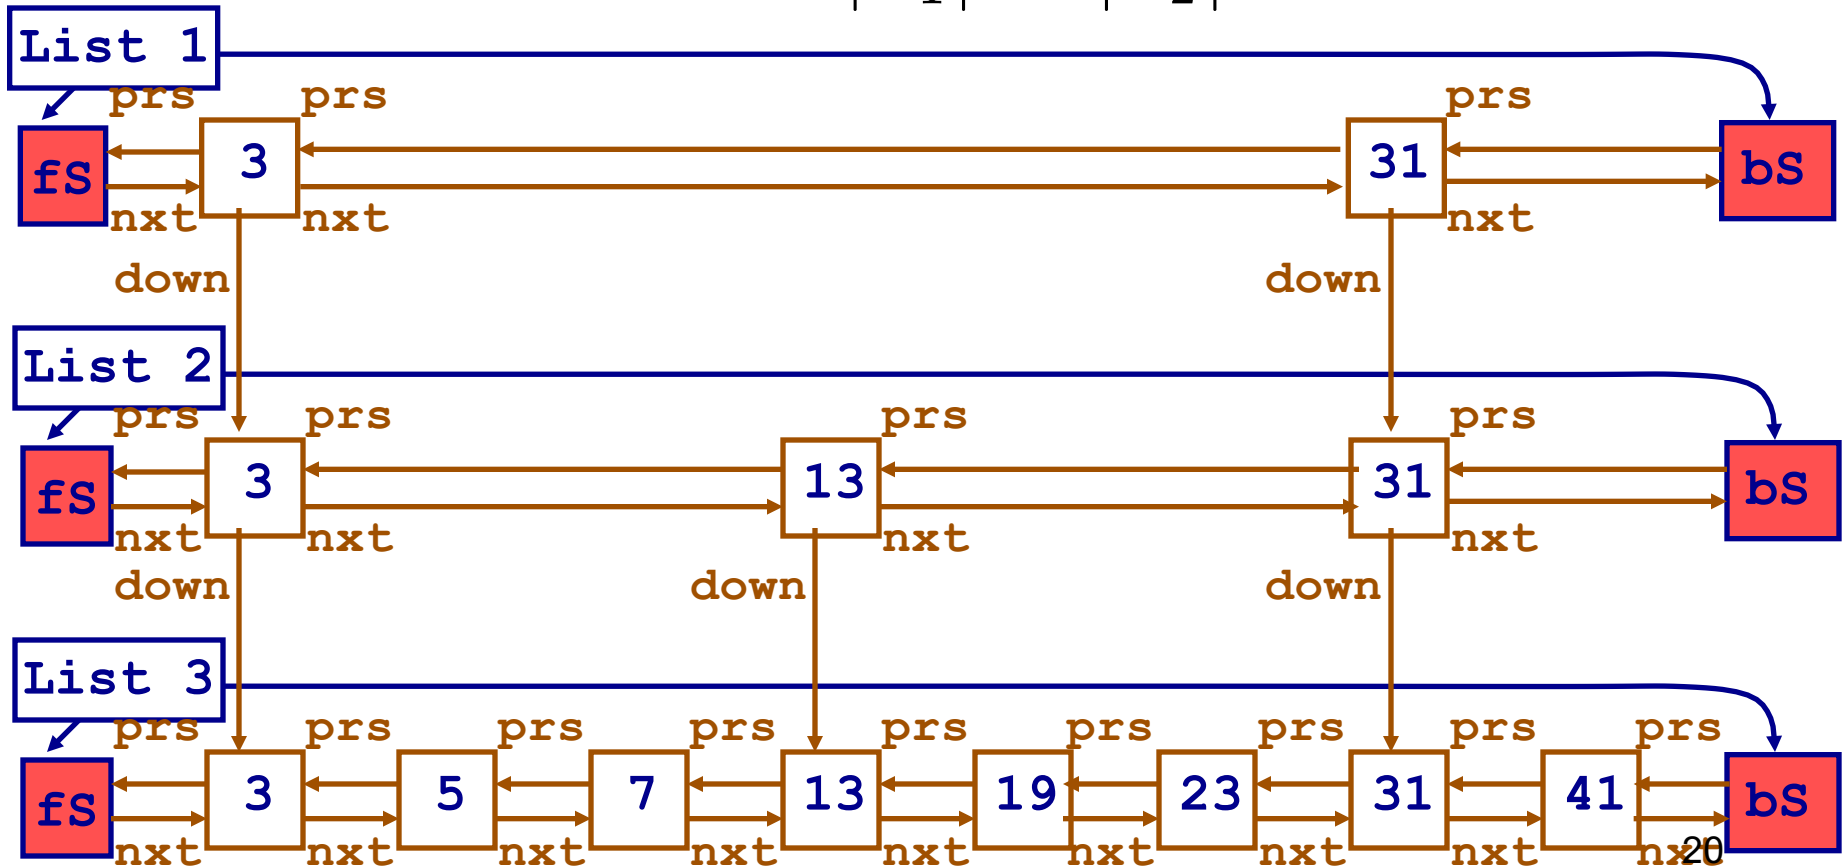 List 1
prs prs prs
fS 3 31 bS
nxt nxt nxt
down down
List 2
prs prs prs prs
fS 3 13 31 bS
nxt nxt nxt nxt
down down down
List 3
prs prs prs prs prs prs prs prs prs
fS 3 5 7 13 19 23 31 41 bS
nxt nxt nxt nxt nxt nxt nxt nxt
20